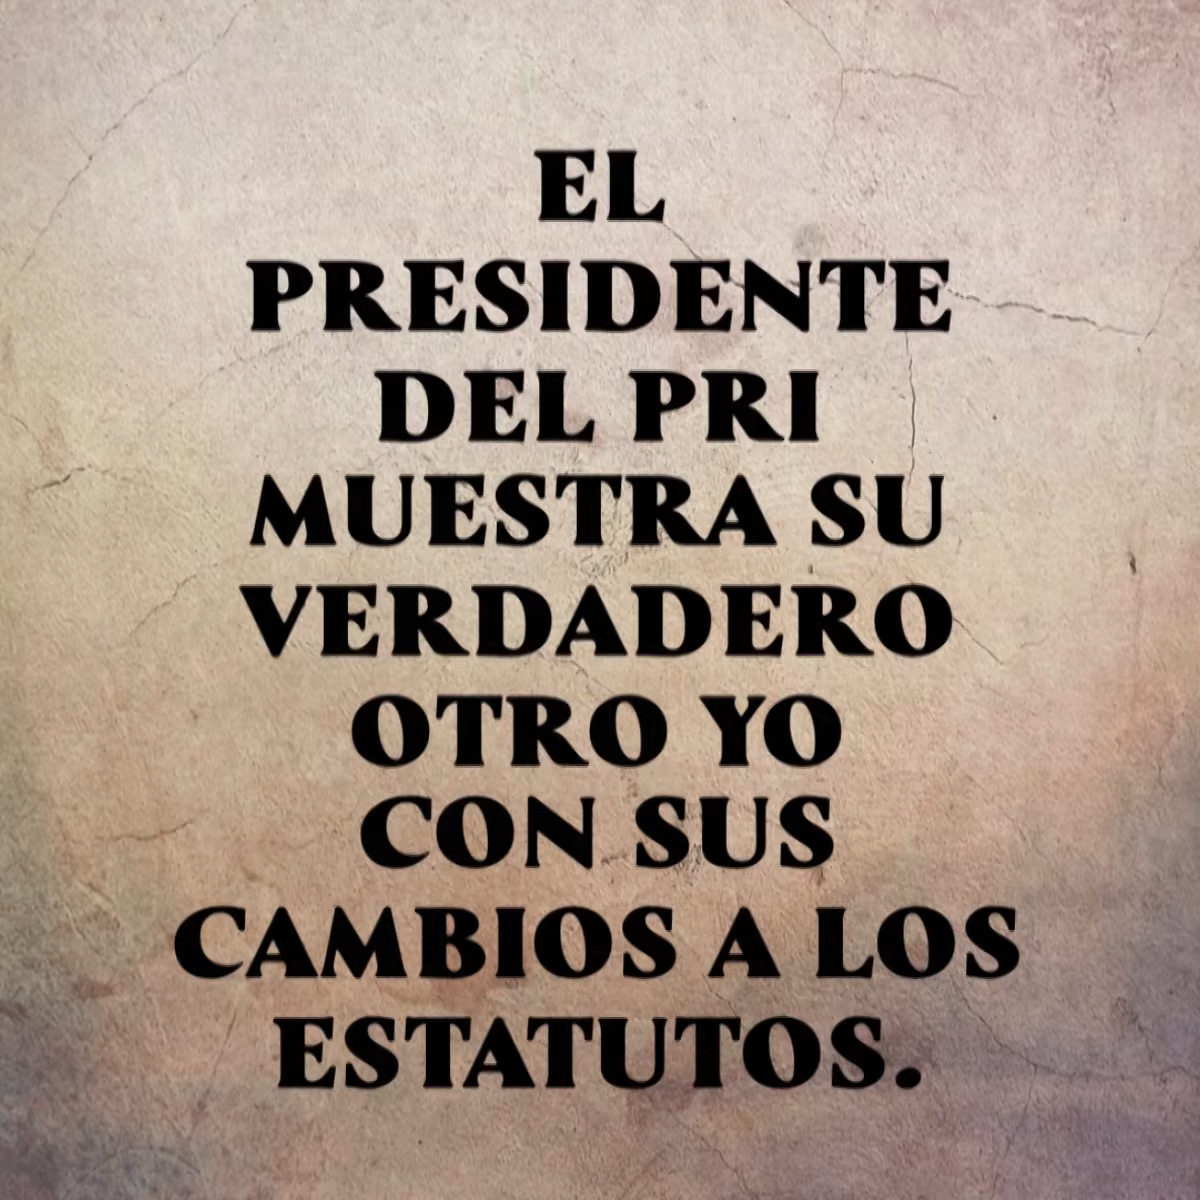 EL
PRESIDENTE
DEL PRI
MUESTRA SU
VERDADERO
OTRO YO
CON SUS
CAMBIOS A LOS
ESTATUTOS.